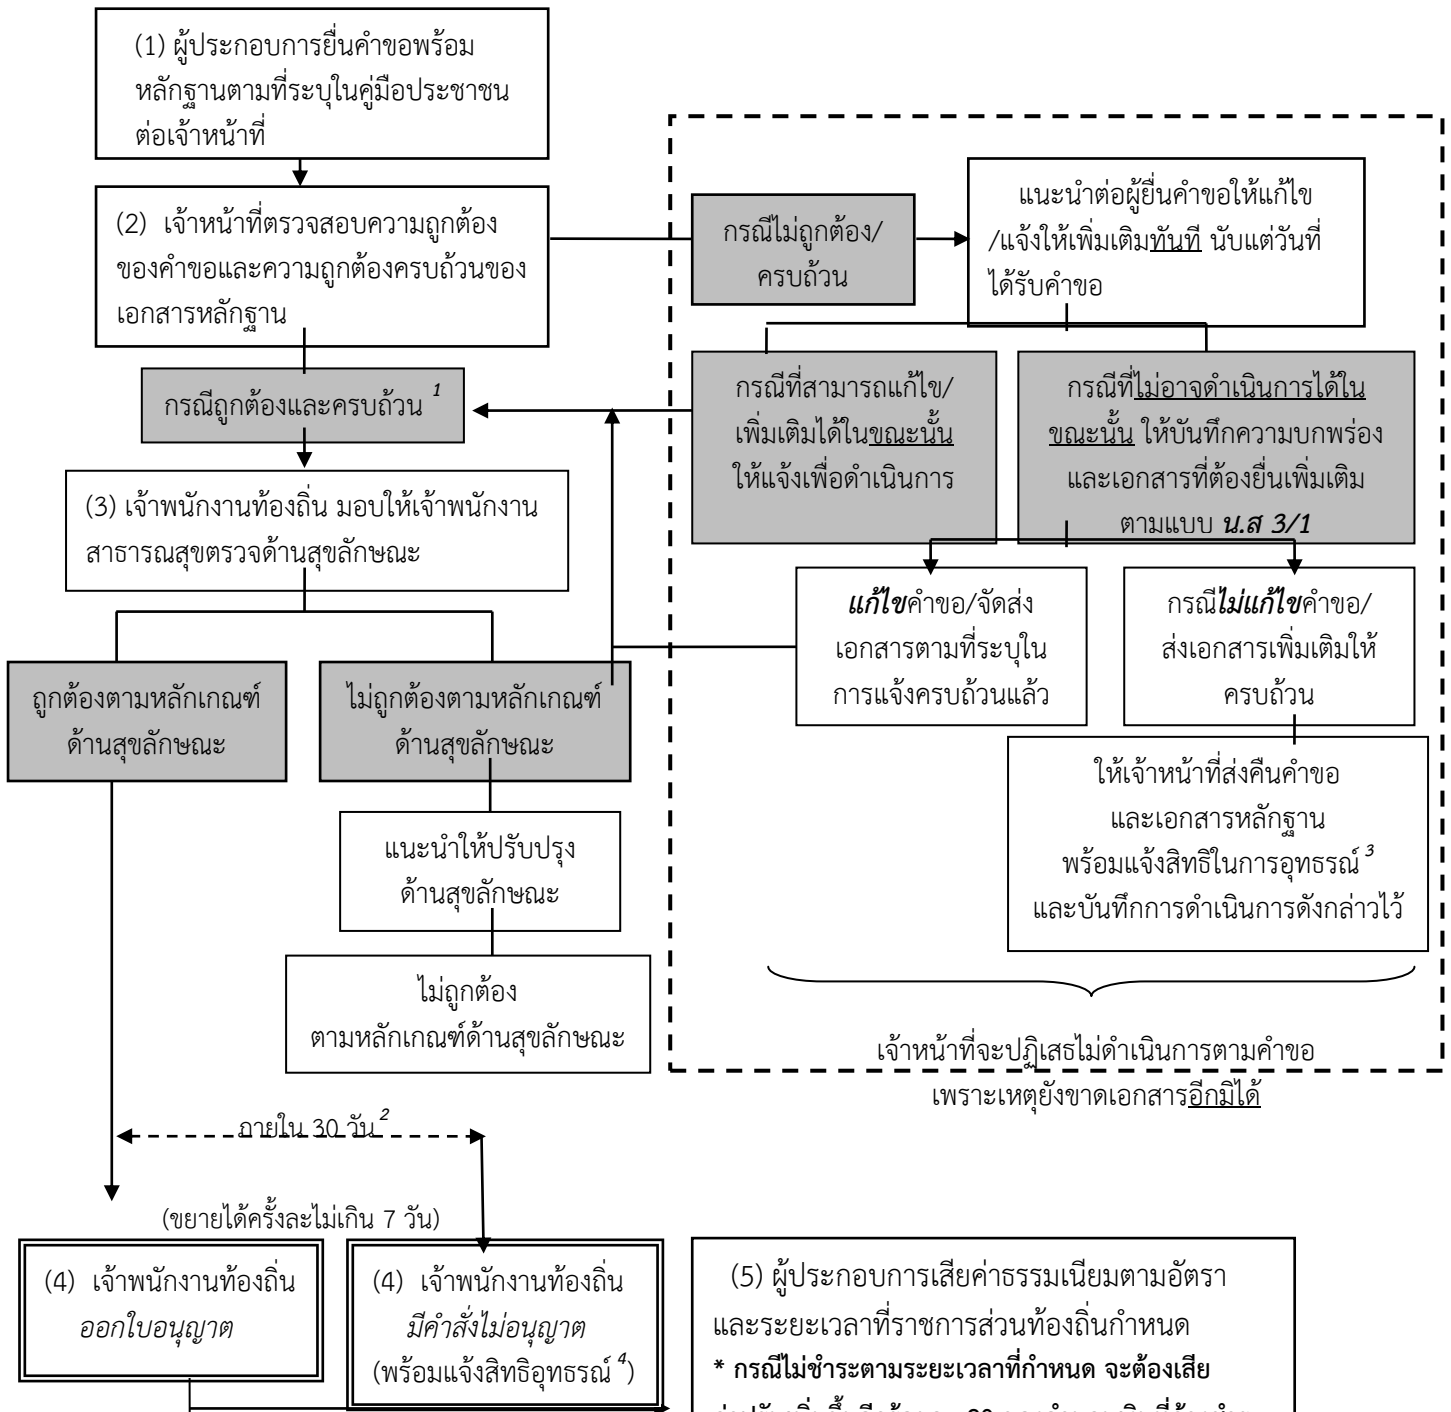 (1) ผู้ประกอบการยื่นคำขอพร้อม
หลักฐานตามที่ระบุในคู่มือประชาชน
ต่อเจ้าหน้าที่
(2) เจ้าหน้าที่ตรวจสอบความถูกต้อง
ของคำขอและความถูกต้องครบถ้วนของ
เอกสารหลักฐาน
กรณีไม่ถูกต้อง/
ครบถ้วน
แนะนำต่อผู้ยื่นคำขอให้แก้ไข
/แจ้งให้เพิ่มเติมทันที นับแต่วันที่
ได้รับคำขอ
กรณีถูกต้องและครบถ้วน 1
กรณีที่สามารถแก้ไข/
เพิ่มเติมได้ในขณะนั้น
ให้แจ้งเพื่อดำเนินการ
กรณีที่ไม่อาจดำเนินการได้ใน
ขณะนั้น ให้บันทึกความบกพร่อง
และเอกสารที่ต้องยื่นเพิ่มเติม
ตามแบบ น.ส 3/1
(3) เจ้าพนักงานท้องถิ่น มอบให้เจ้าพนักงาน
สาธารณสุขตรวจด้านสุขลักษณะ
แก้ไขคำขอ/จัดส่ง
เอกสารตามที่ระบุใน
การแจ้งครบถ้วนแล้ว
กรณีไม่แก้ไขคำขอ/
ส่งเอกสารเพิ่มเติมให้
ครบถ้วน
ถูกต้องตามหลักเกณฑ์
ด้านสุขลักษณะ
ไม่ถูกต้องตามหลักเกณฑ์
ด้านสุขลักษณะ
ให้เจ้าหน้าที่ส่งคืนคำขอ
และเอกสารหลักฐาน
พร้อมแจ้งสิทธิในการอุทธรณ์ 3
และบันทึกการดำเนินการดังกล่าวไว้
แนะนำให้ปรับปรุง
ด้านสุขลักษณะ
ไม่ถูกต้อง
ตามหลักเกณฑ์ด้านสุขลักษณะ
เจ้าหน้าที่จะปฏิเสธไม่ดำเนินการตามคำขอ
เพราะเหตุยังขาดเอกสารอีกมิได้
ภายใน 30 วัน 2
(ขยายได้ครั้งละไม่เกิน 7 วัน)
(4) เจ้าพนักงานท้องถิ่น
ออกใบอนุญาต
(4) เจ้าพนักงานท้องถิ่น
มีคำสั่งไม่อนุญาต
(พร้อมแจ้งสิทธิอุทธรณ์ 4)
(5) ผู้ประกอบการเสียค่าธรรมเนียมตามอัตรา
และระยะเวลาที่ราชการส่วนท้องถิ่นกำหนด
* กรณีไม่ชำระตามระยะเวลาที่กำหนด จะต้องเสีย